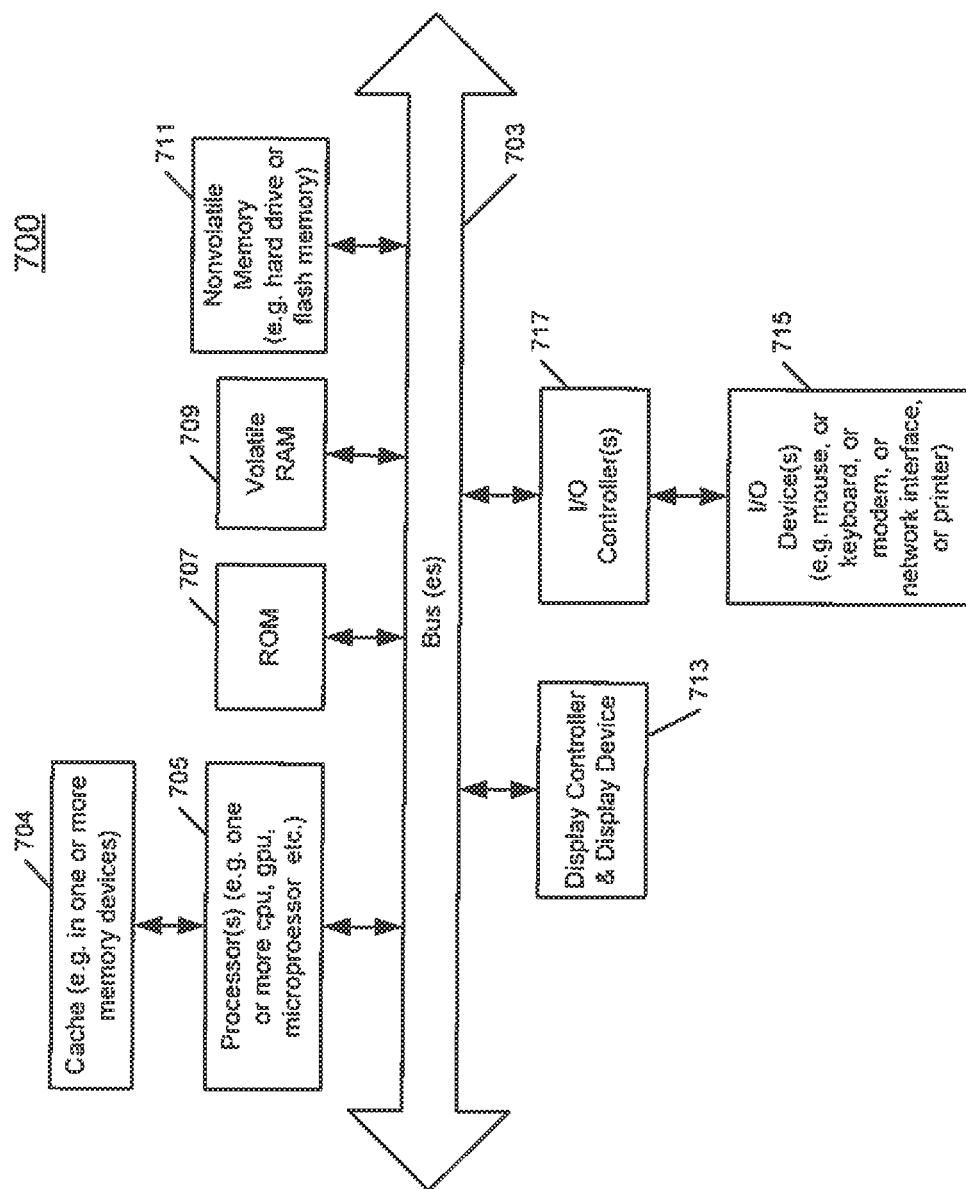 700
704
Cache (e.g. in one or more
memory devices)
705
Processor(s) (e.g. one
or more cpu, gpu,
microproessor etc.)
707
ROM
709
Volatile
RAM
711
Nonvolatile
Memory
(e.g. hard drive or
flash memory)
Bus (es)
703
Display Controller
& Display Device
713
I/O
Controller(s)
717
I/O
Device(s)
(e.g. mouse, or
keyboard, or
modem, or
network interface,
or printer)
715